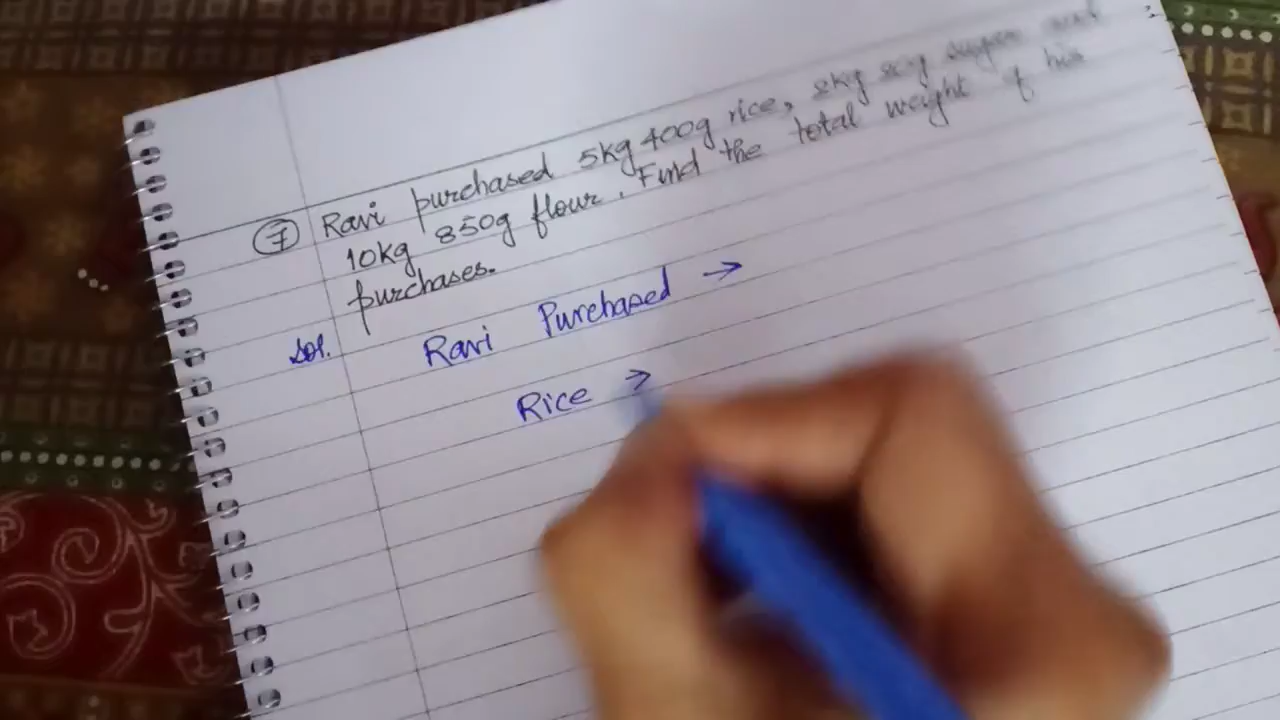 7 Ravi purchased 5kg 400g rice, 2kg 20g sugar and
10kg 850g flour. Find the total weight of his
purchases.
Sol. Ravi Purchased →
Rice →